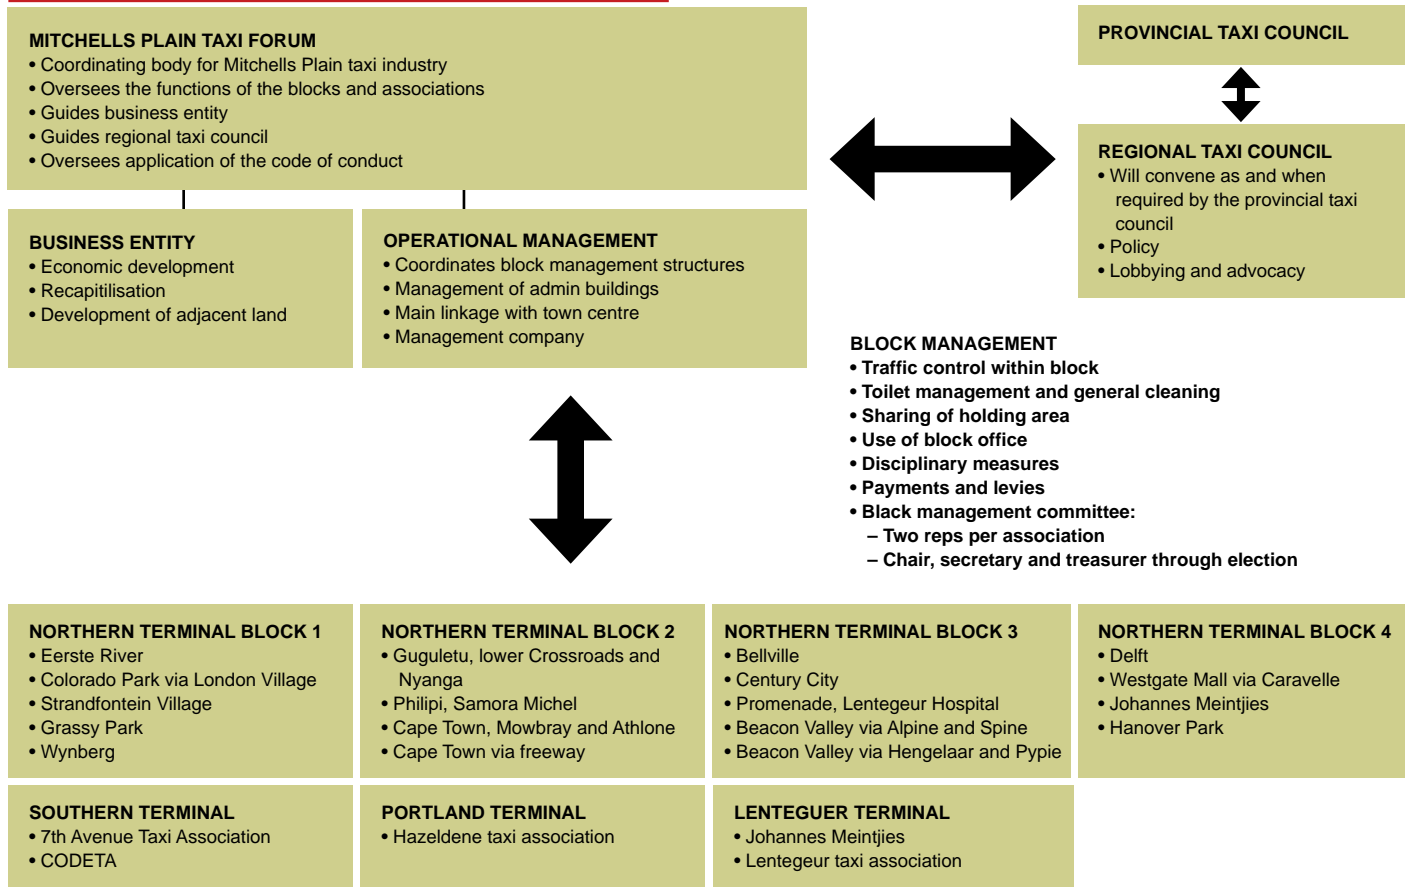 MITCHELLS PLAIN TAXI FORUM
• Coordinating body for Mitchells Plain taxi industry
• Oversees the functions of the blocks and associations
• Guides business entity
• Guides regional taxi council
• Oversees application of the code of conduct
PROVINCIAL TAXI COUNCIL
REGIONAL TAXI COUNCIL
• Will convene as and when
required by the provincial taxi
council
• Policy
• Lobbying and advocacy
BUSINESS ENTITY
• Economic development
• Recapitilisation
• Development of adjacent land
OPERATIONAL MANAGEMENT
• Coordinates block management structures
• Management of admin buildings
• Main linkage with town centre
• Management company
BLOCK MANAGEMENT
• Traffic control within block
• Toilet management and general cleaning
• Sharing of holding area
• Use of block office
• Disciplinary measures
• Payments and levies
• Black management committee:
– Two reps per association
– Chair, secretary and treasurer through election
NORTHERN TERMINAL BLOCK 1
• Eerste River
• Colorado Park via London Village
• Strandfontein Village
• Grassy Park
• Wynberg
NORTHERN TERMINAL BLOCK 2
• Guguletu, lower Crossroads and
Nyanga
• Philipi, Samora Michel
• Cape Town, Mowbray and Athlone
• Cape Town via freeway
NORTHERN TERMINAL BLOCK 3
• Bellville
• Century City
• Promenade, Lentegeur Hospital
• Beacon Valley via Alpine and Spine
• Beacon Valley via Hengelaar and Pypie
NORTHERN TERMINAL BLOCK 4
• Delft
• Westgate Mall via Caravelle
• Johannes Meintjies
• Hanover Park
SOUTHERN TERMINAL
• 7th Avenue Taxi Association
• CODETA
PORTLAND TERMINAL
• Hazeldene taxi association
LENTEGUER TERMINAL
• Johannes Meintjies
• Lentegeur taxi association